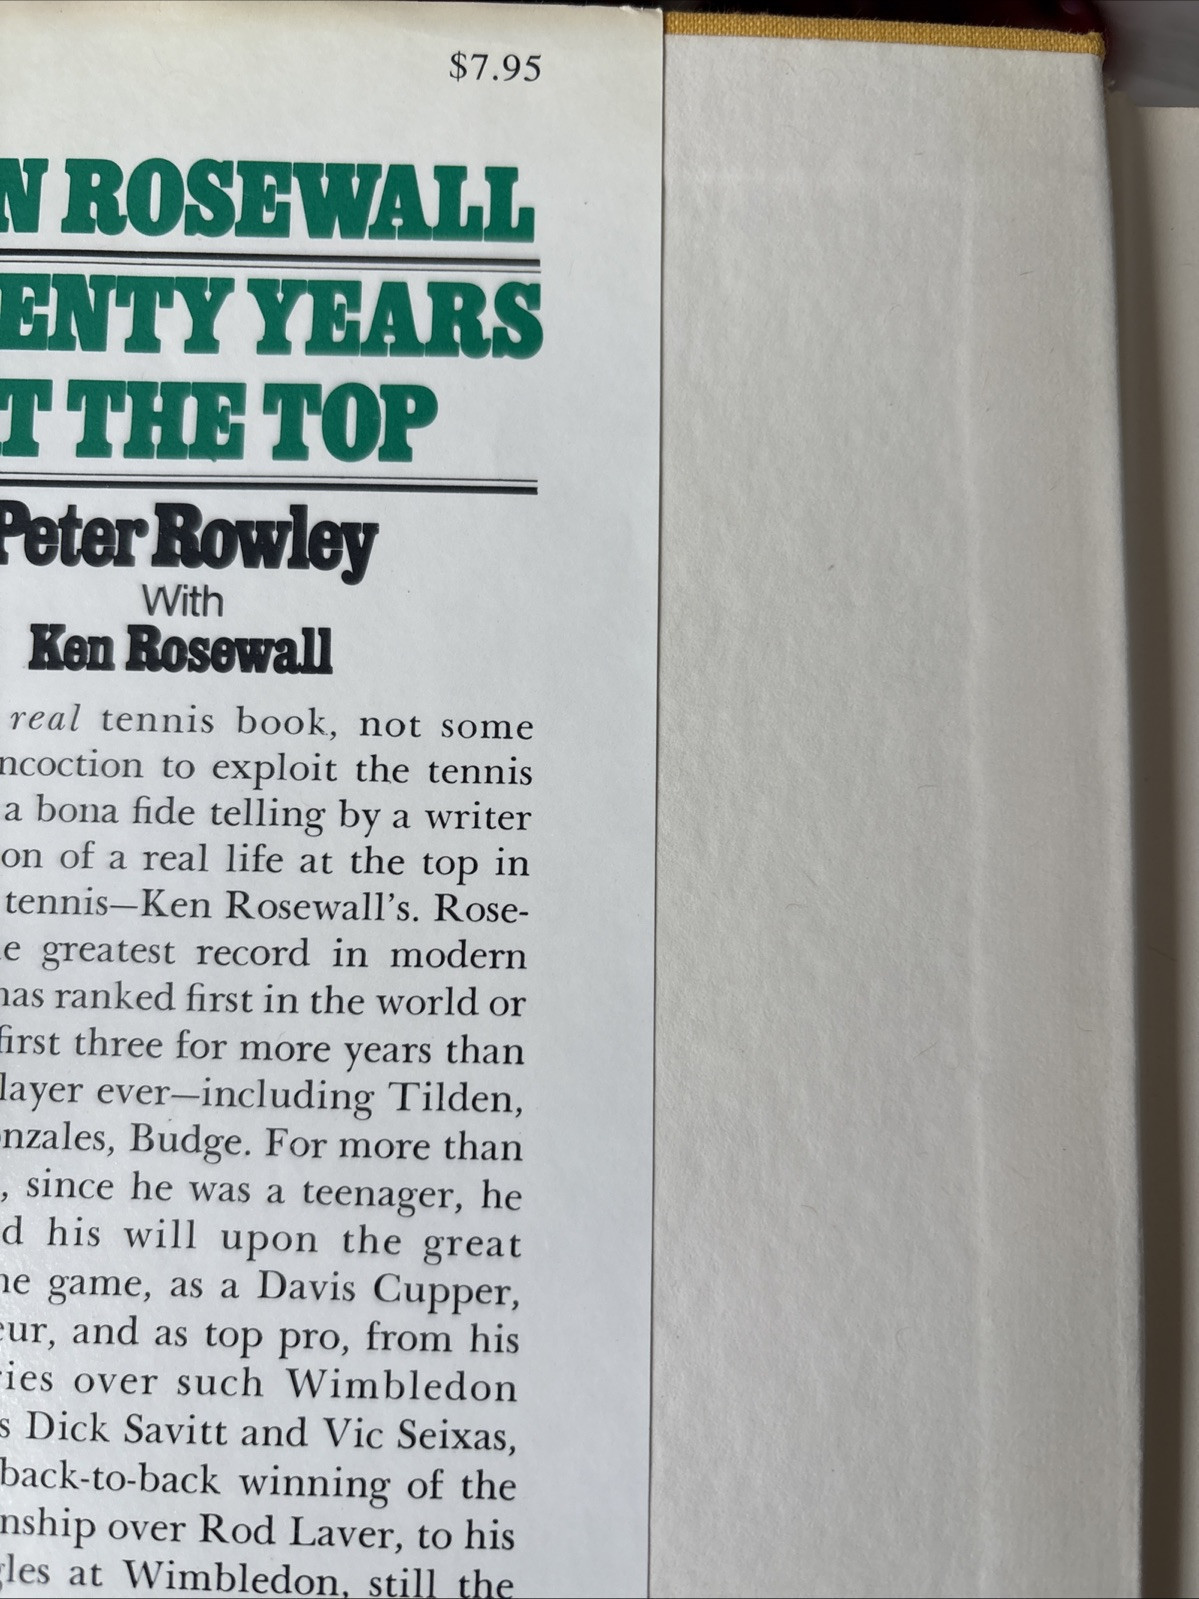 $7.95
N ROSEWALL
ENTY YEARS
T THE TOP
Peter Rowley
With
Ken Rosewall
real tennis book, not some
ncoction to exploit the tennis
a bona fide telling by a writer
on of a real life at the top in
tennis—Ken Rosewall's. Rose-
e greatest record in modern
has ranked first in the world or
first three for more years than
layer ever—including Tilden,
nzales, Budge. For more than
, since he was a teenager, he
d his will upon the great
he game, as a Davis Cupper,
eur, and as top pro, from his
ries over such Wimbledon
s Dick Savitt and Vic Seixas,
back-to-back winning of the
nship over Rod Laver, to his
gles at Wimbledon, still the